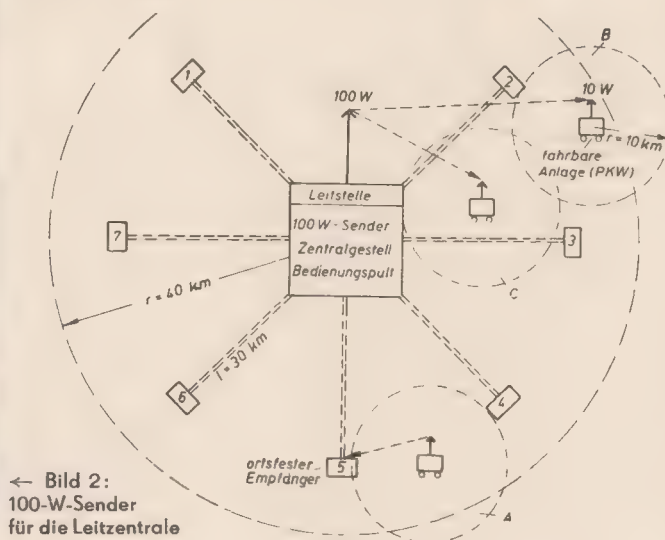 B
1
2
100 W
10 W
r = 10 km
fahrbare
Anlage (PKW)
Leitstelle
100 W - Sender
Zentralgestell
Bedienungspult
7
3
C
r = 40 km
l = 30 km
6
4
ortsfester
Empfänger
5
A
← Bild 2:
100-W-Sender
für die Leitzentrale